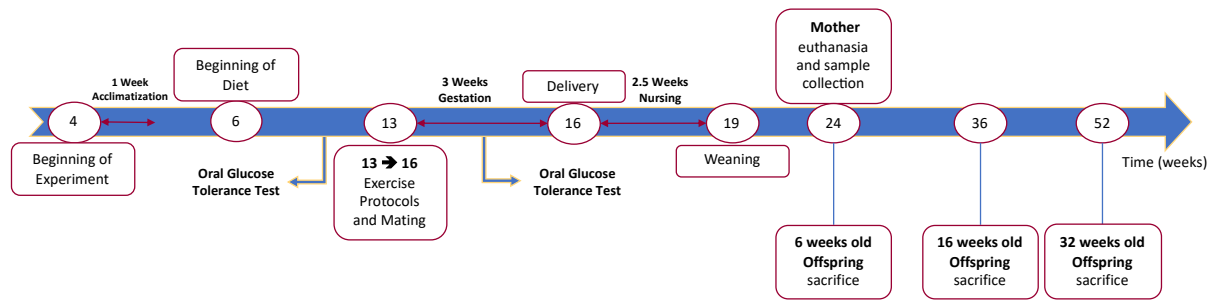 1 Week
Acclimatization
Beginning of
Diet
3 Weeks
Gestation
Delivery
2.5 Weeks
Nursing
Mother
euthanasia
and sample
collection
4
6
13
16
19
24
36
52
Time (weeks)
Beginning of
Experiment
Oral Glucose
Tolerance Test
13 ➔ 16
Exercise
Protocols
and Mating
Oral Glucose
Tolerance Test
Weaning
6 weeks old
Offspring
sacrifice
16 weeks old
Offspring
sacrifice
32 weeks old
Offspring
sacrifice